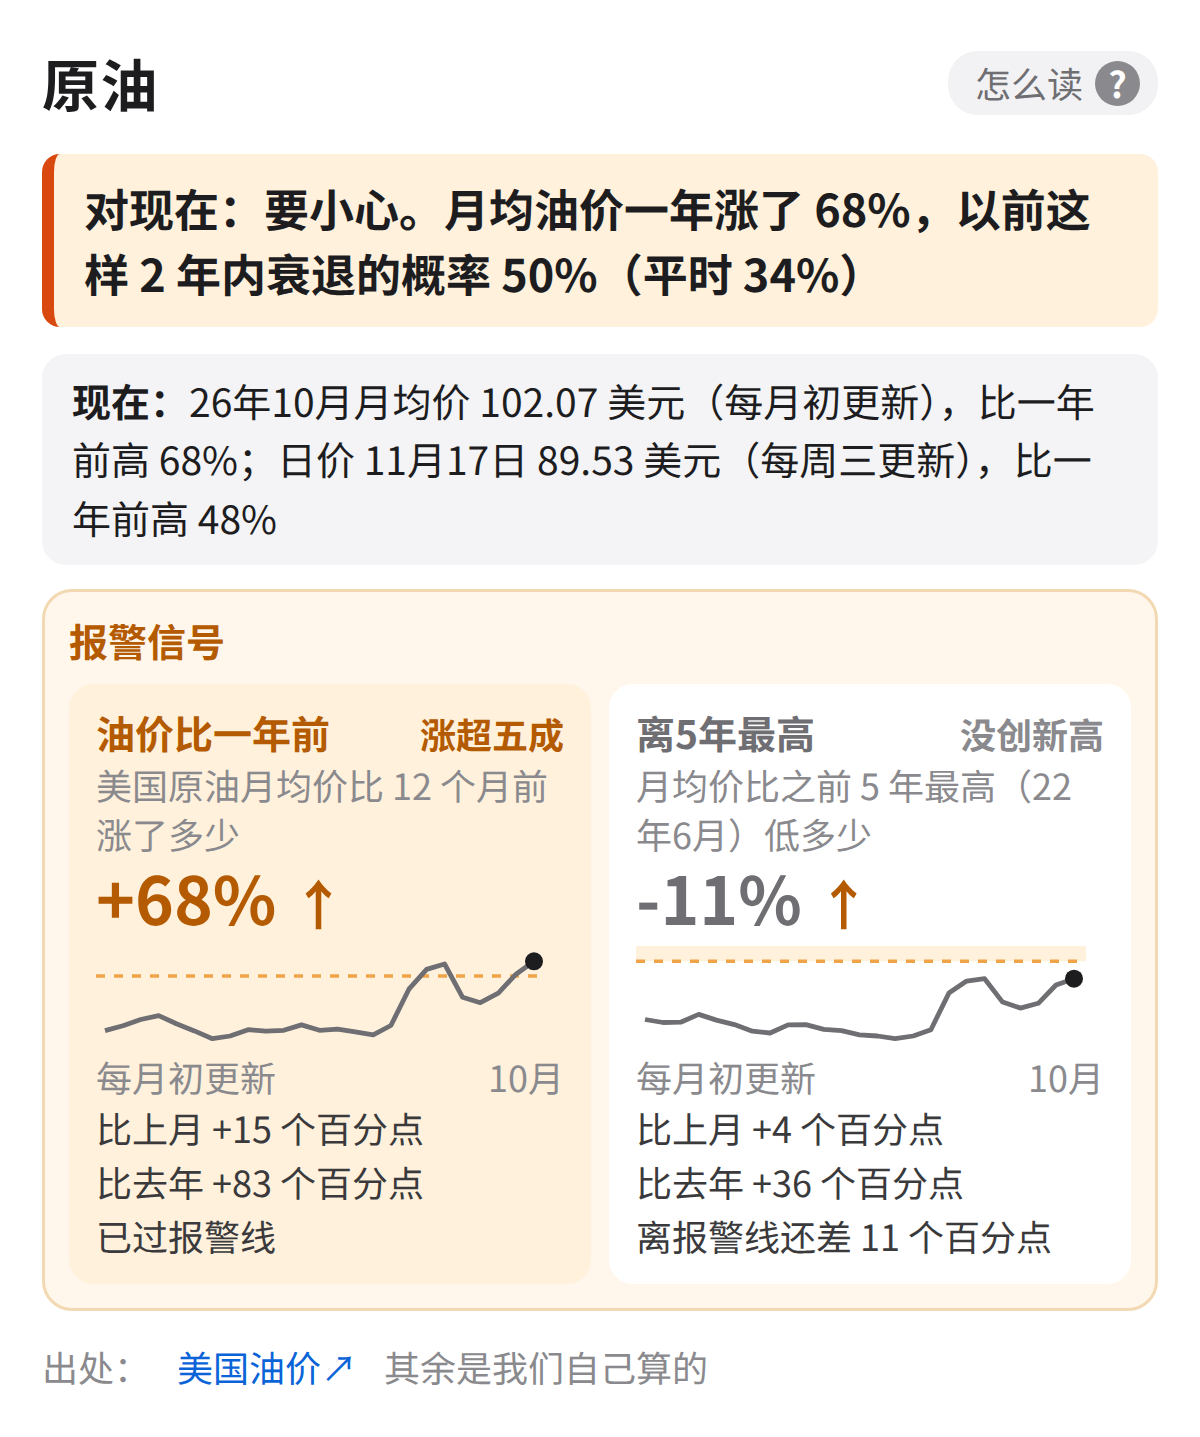 原油
怎么读 ?
对现在：要小心。月均油价一年涨了 68%，以前这
样 2 年内衰退的概率 50%（平时 34%）
现在：26年10月月均价 102.07 美元（每月初更新），比一年
前高 68%；日价 11月17日 89.53 美元（每周三更新），比一
年前高 48%
报警信号
油价比一年前 涨超五成
美国原油月均价比 12 个月前
涨了多少
+68% ↑
每月初更新 10月
比上月 +15 个百分点
比去年 +83 个百分点
已过报警线
离5年最高 没创新高
月均价比之前 5 年最高（22
年6月）低多少
-11% ↑
每月初更新 10月
比上月 +4 个百分点
比去年 +36 个百分点
离报警线还差 11 个百分点
出处： 美国油价↗ 其余是我们自己算的